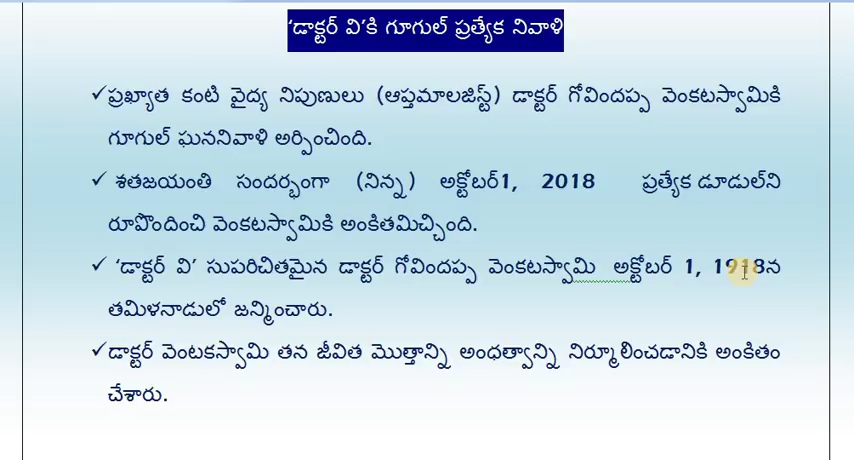 ‘డాక్టర్ వి’కి గూగుల్ ప్రత్యేక నివాళి
✓ప్రఖ్యాత కంటి వైద్య నిపుణులు (ఆప్తమాలజిస్ట్) డాక్టర్ గోవిందప్ప వెంకటస్వామికి
గూగుల్ ఘననివాళి అర్పించింది.
✓ శతజయంతి సందర్భంగా (నిన్న) అక్టోబర్1, 2018 ప్రత్యేక డూడుల్‌ని
రూపొందించి వెంకటస్వామికి అంకితమిచ్చింది.
✓ ‘డాక్టర్ వి’ సుపరిచితమైన డాక్టర్ గోవిందప్ప వెంకటస్వామి అక్టోబర్ 1, 1918న
తమిళనాడులో జన్మించారు.
✓డాక్టర్ వెంటకస్వామి తన జీవిత మొత్తాన్ని అంధత్వాన్ని నిర్మూలించడానికి అంకితం
చేశారు.